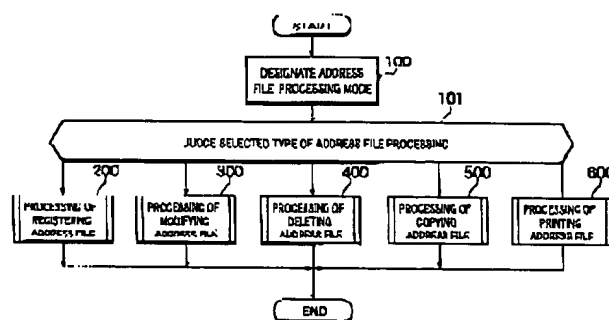 START
100
DESIGNATE ADDRESS
FILE PROCESSING MODE
101
JUDGE SELECTED TYPE OF ADDRESS FILE PROCESSING
200
300
400
500
600
PROCESSING OF
REGISTERING
ADDRESS FILE
PROCESSING OF
MODIFYING
ADDRESS FILE
PROCESSING OF
DELETING
ADDRESS FILE
PROCESSING OF
COPYING
ADDREAR FILE
PROCESSING OF
PRINTING
ADDRESS FILE
END